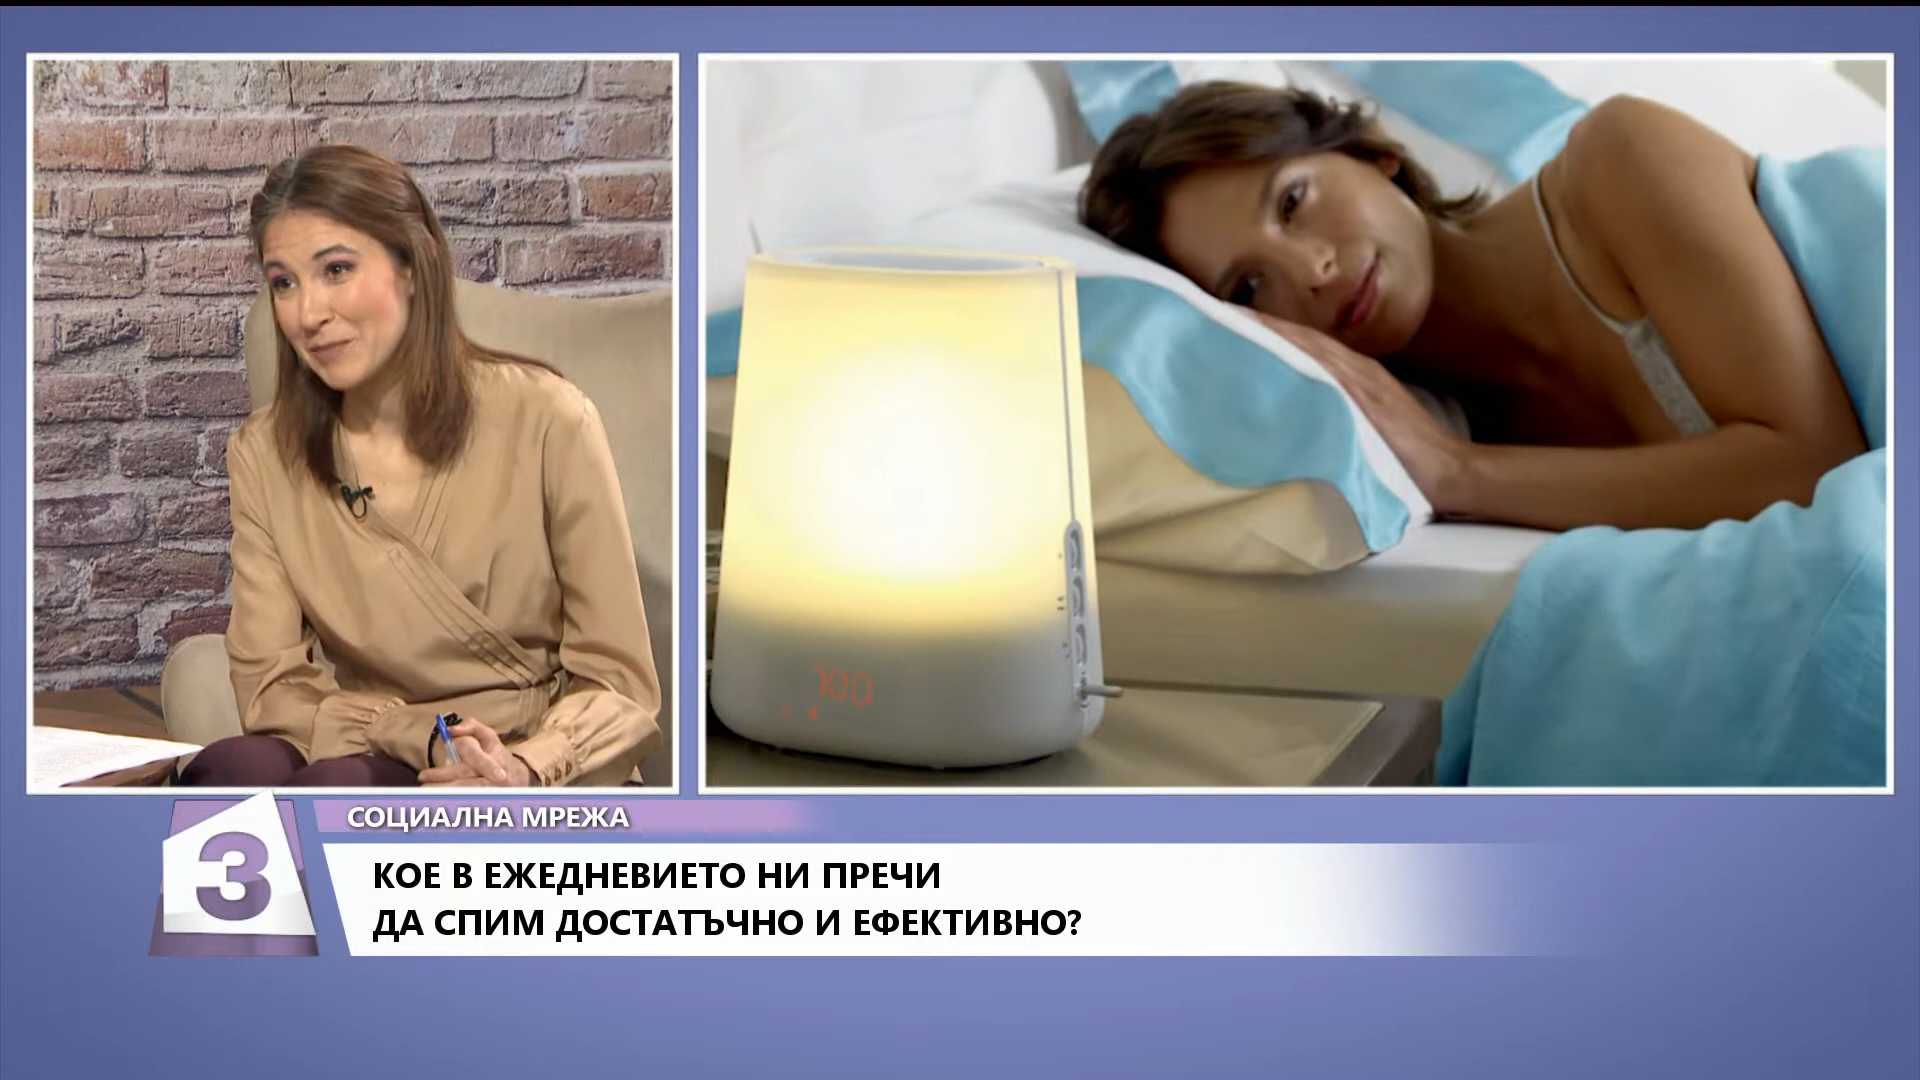 СОЦИАЛНА МРЕЖА
3
КОЕ В ЕЖЕДНЕВИЕТО НИ ПРЕЧИ
ДА СПИМ ДОСТАТЪЧНО И ЕФЕКТИВНО?